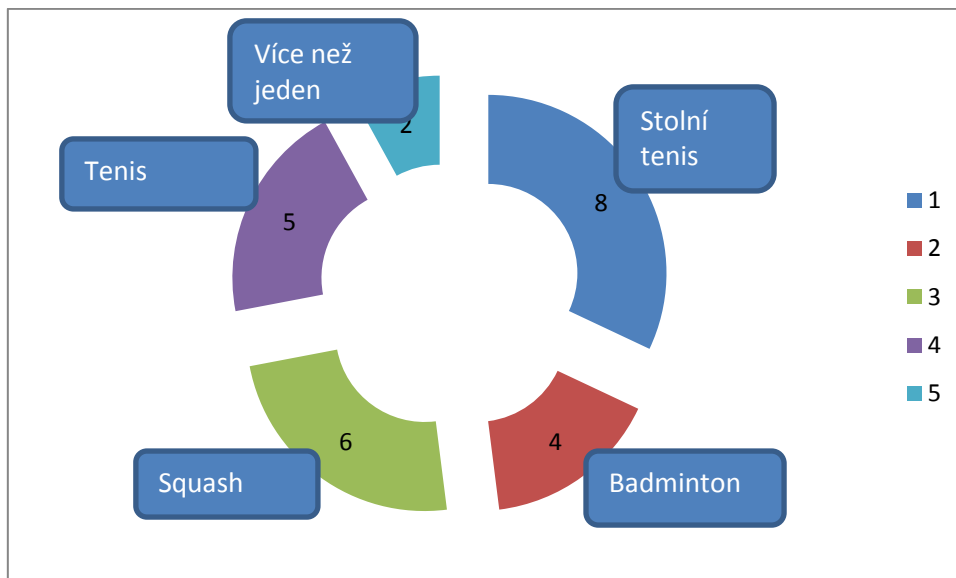 Více než
jeden
2
Stolní
tenis
Tenis
8
5
1
2
3
4
5
6
4
Squash
Badminton